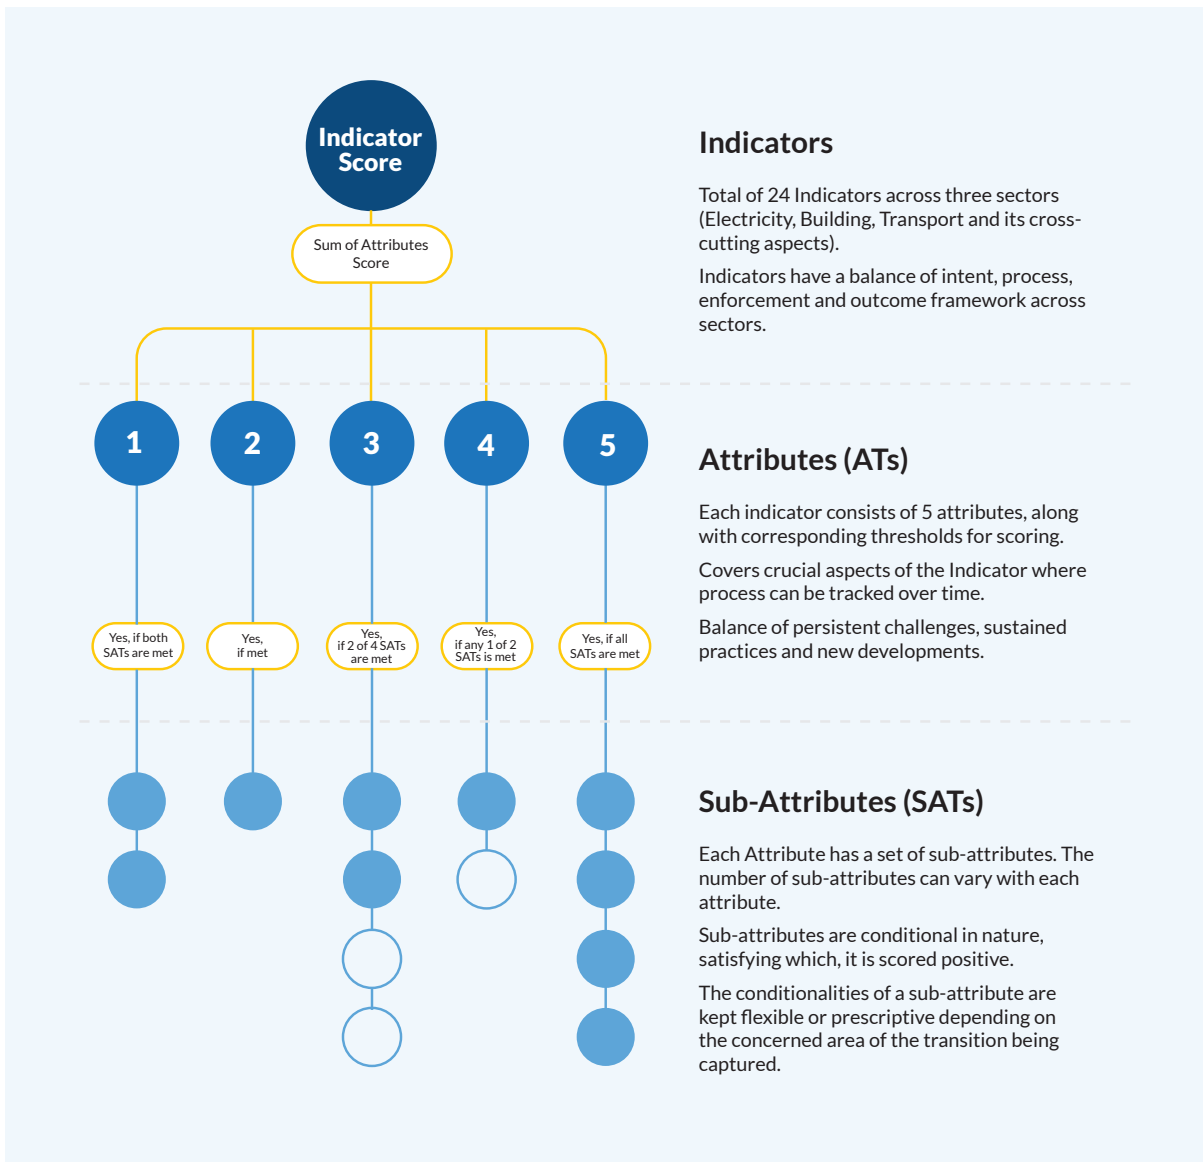 Indicator
Score
Sum of Attributes
Score
Indicators
Total of 24 Indicators across three sectors
(Electricity, Building, Transport and its cross-
cutting aspects).
Indicators have a balance of intent, process,
enforcement and outcome framework across
sectors.
1
2
3
4
5
Attributes (ATs)
Each indicator consists of 5 attributes, along
with corresponding thresholds for scoring.
Covers crucial aspects of the Indicator where
process can be tracked over time.
Balance of persistent challenges, sustained
practices and new developments.
Yes, if both
SATs are met
Yes,
if met
Yes,
if 2 of 4 SATs
are met
Yes,
if any 1 of 2
SATs is met
Yes, if all
SATs are met
Sub-Attributes (SATs)
Each Attribute has a set of sub-attributes. The
number of sub-attributes can vary with each
attribute.
Sub-attributes are conditional in nature,
satisfying which, it is scored positive.
The conditionalities of a sub-attribute are
kept flexible or prescriptive depending on
the concerned area of the transition being
captured.